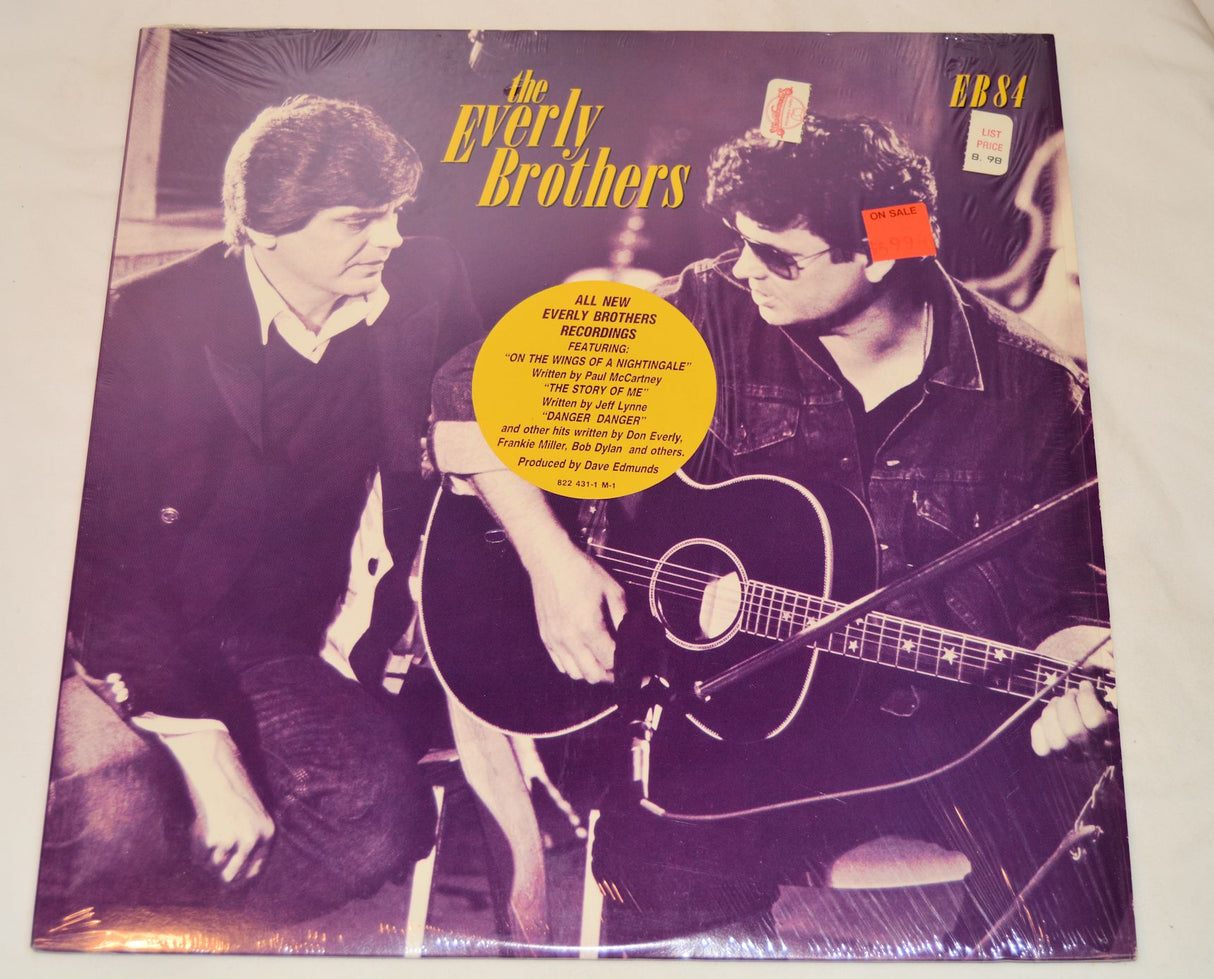 the
Everly
Brothers
EB 84
LIST
PRICE
8.98
ON SALE
ALL NEW
EVERLY BROTHERS
RECORDINGS
FEATURING:
"ON THE WINGS OF A NIGHTINGALE"
Written by Paul McCartney
"THE STORY OF ME"
Written by Jeff Lynne
"DANGER DANGER"
and other hits written by Don Everly,
Frankie Miller, Bob Dylan and others.
Produced by Dave Edmunds
822 431-1 M-1